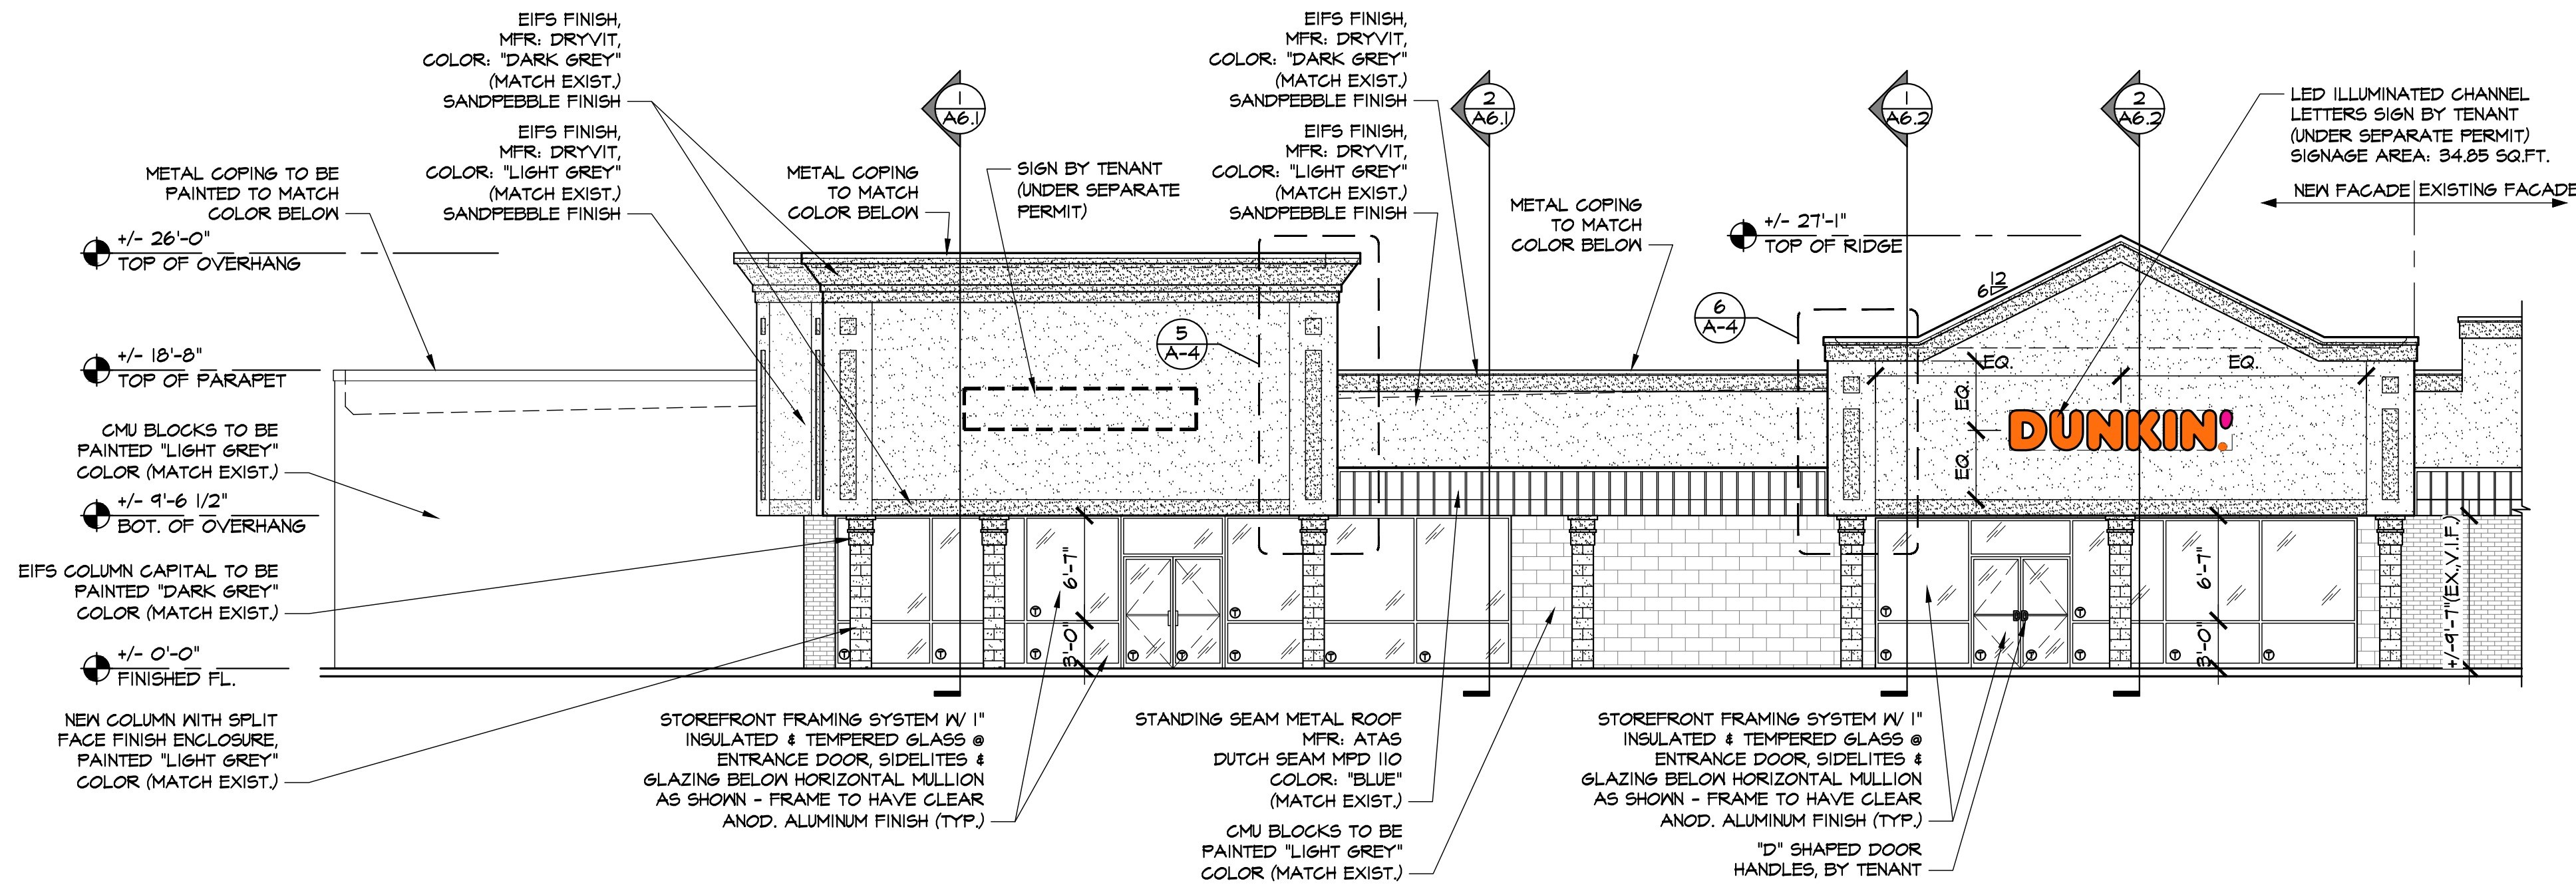 EIFS FINISH,
MFR: DRYVIT,
COLOR: "DARK GREY"
(MATCH EXIST.)
SANDPEBBLE FINISH
EIFS FINISH,
MFR: DRYVIT,
COLOR: "LIGHT GREY"
(MATCH EXIST.)
SANDPEBBLE FINISH
METAL COPING TO BE
PAINTED TO MATCH
COLOR BELOW
+/- 26'-0"
TOP OF OVERHANG
+/- 18'-8"
TOP OF PARAPET
CMU BLOCKS TO BE
PAINTED "LIGHT GREY"
COLOR (MATCH EXIST.)
+/- 9'-6 1/2"
BOT. OF OVERHANG
EIFS COLUMN CAPITAL TO BE
PAINTED "DARK GREY"
COLOR (MATCH EXIST.)
+/- 0'-0"
FINISHED FL.
NEW COLUMN WITH SPLIT
FACE FINISH ENCLOSURE,
PAINTED "LIGHT GREY"
COLOR (MATCH EXIST.)
METAL COPING
TO MATCH
COLOR BELOW
1
A6.1
SIGN BY TENANT
(UNDER SEPARATE
PERMIT)
EIFS FINISH,
MFR: DRYVIT,
COLOR: "DARK GREY"
(MATCH EXIST.)
SANDPEBBLE FINISH
EIFS FINISH,
MFR: DRYVIT,
COLOR: "LIGHT GREY"
(MATCH EXIST.)
SANDPEBBLE FINISH
2
A6.1
5
A-4
METAL COPING
TO MATCH
COLOR BELOW
6
A-4
+/- 27'-1"
TOP OF RIDGE
1
A6.2
2
A6.2
12
6
LED ILLUMINATED CHANNEL
LETTERS SIGN BY TENANT
(UNDER SEPARATE PERMIT)
SIGNAGE AREA: 34.85 SQ.FT.
NEW FACADE
EXISTING FACADE
EQ.
EQ.
EQ.
EQ.
DUNKIN'
6'-7"
3'-0"
T
T
T
T
T
T
T
T
T
T
DD
T
T
T
T
T
T
T
T
6'-7"
3'-0"
+/-9'-7"(EX.,V.I.F.)
STOREFRONT FRAMING SYSTEM W/ 1"
INSULATED & TEMPERED GLASS @
ENTRANCE DOOR, SIDELITES &
GLAZING BELOW HORIZONTAL MULLION
AS SHOWN - FRAME TO HAVE CLEAR
ANOD. ALUMINUM FINISH (TYP.)
STANDING SEAM METAL ROOF
MFR: ATAS
DUTCH SEAM MPD 110
COLOR: "BLUE"
(MATCH EXIST.)
CMU BLOCKS TO BE
PAINTED "LIGHT GREY"
COLOR (MATCH EXIST.)
STOREFRONT FRAMING SYSTEM W/ 1"
INSULATED & TEMPERED GLASS @
ENTRANCE DOOR, SIDELITES &
GLAZING BELOW HORIZONTAL MULLION
AS SHOWN - FRAME TO HAVE CLEAR
ANOD. ALUMINUM FINISH (TYP.)
"D" SHAPED DOOR
HANDLES, BY TENANT